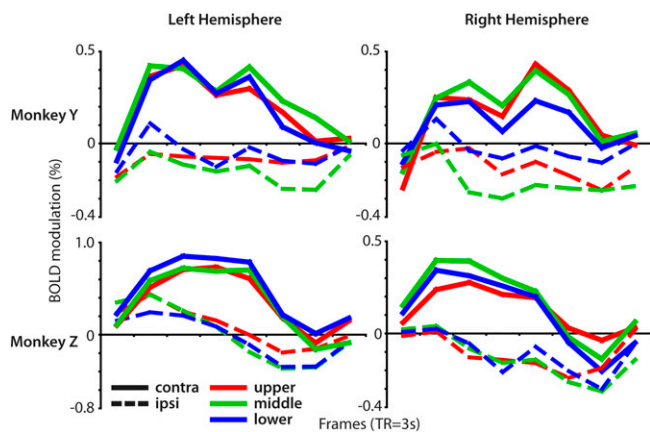 Left Hemisphere
Right Hemisphere
0.5
0
-0.4
0.5
0
-0.4
Monkey Y
BOLD modulation (%)
1.0
0
-0.8
0.5
0
-0.4
Monkey Z
contra
ipsi
upper
middle
lower
Frames (TR=3s)